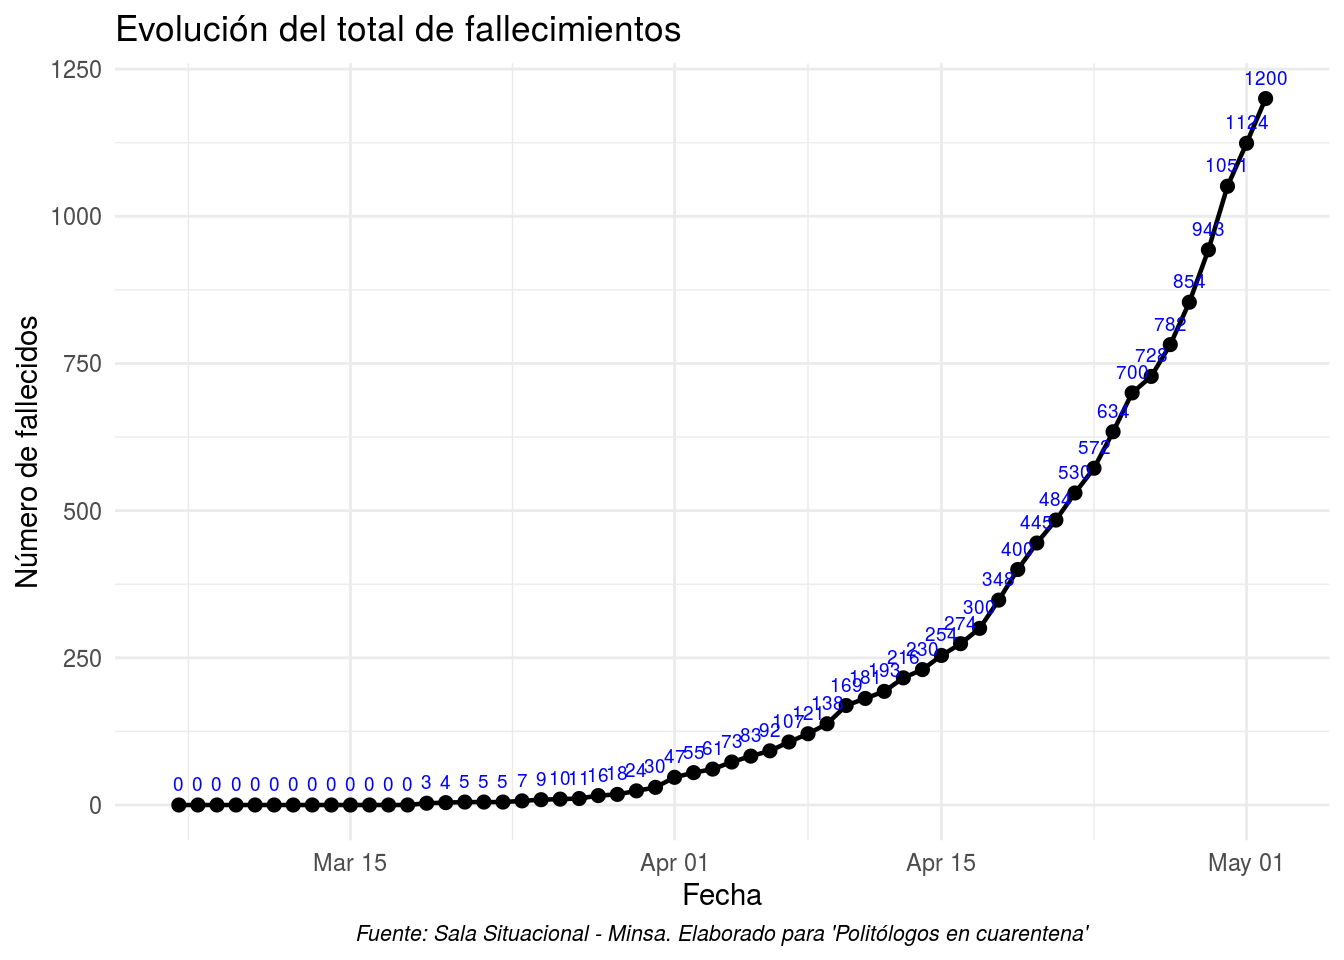 Evolución del total de fallecimientos
1250
1000
750
500
250
0
Número de fallecidos
0 0 0 0 0 0 0 0 0 0 0 0 0 3 4 5 5 5 7 9 10 11 16 18 24 30 47 55 61 73 83 92 107 121 138 169 181 193 216 230 254 274 300 348 400 445 484 530 572 634 700 728 782 854 943 1051 1124 1200
Mar 15 Apr 01 Apr 15 May 01
Fecha
Fuente: Sala Situacional - Minsa. Elaborado para 'Politólogos en cuarentena'